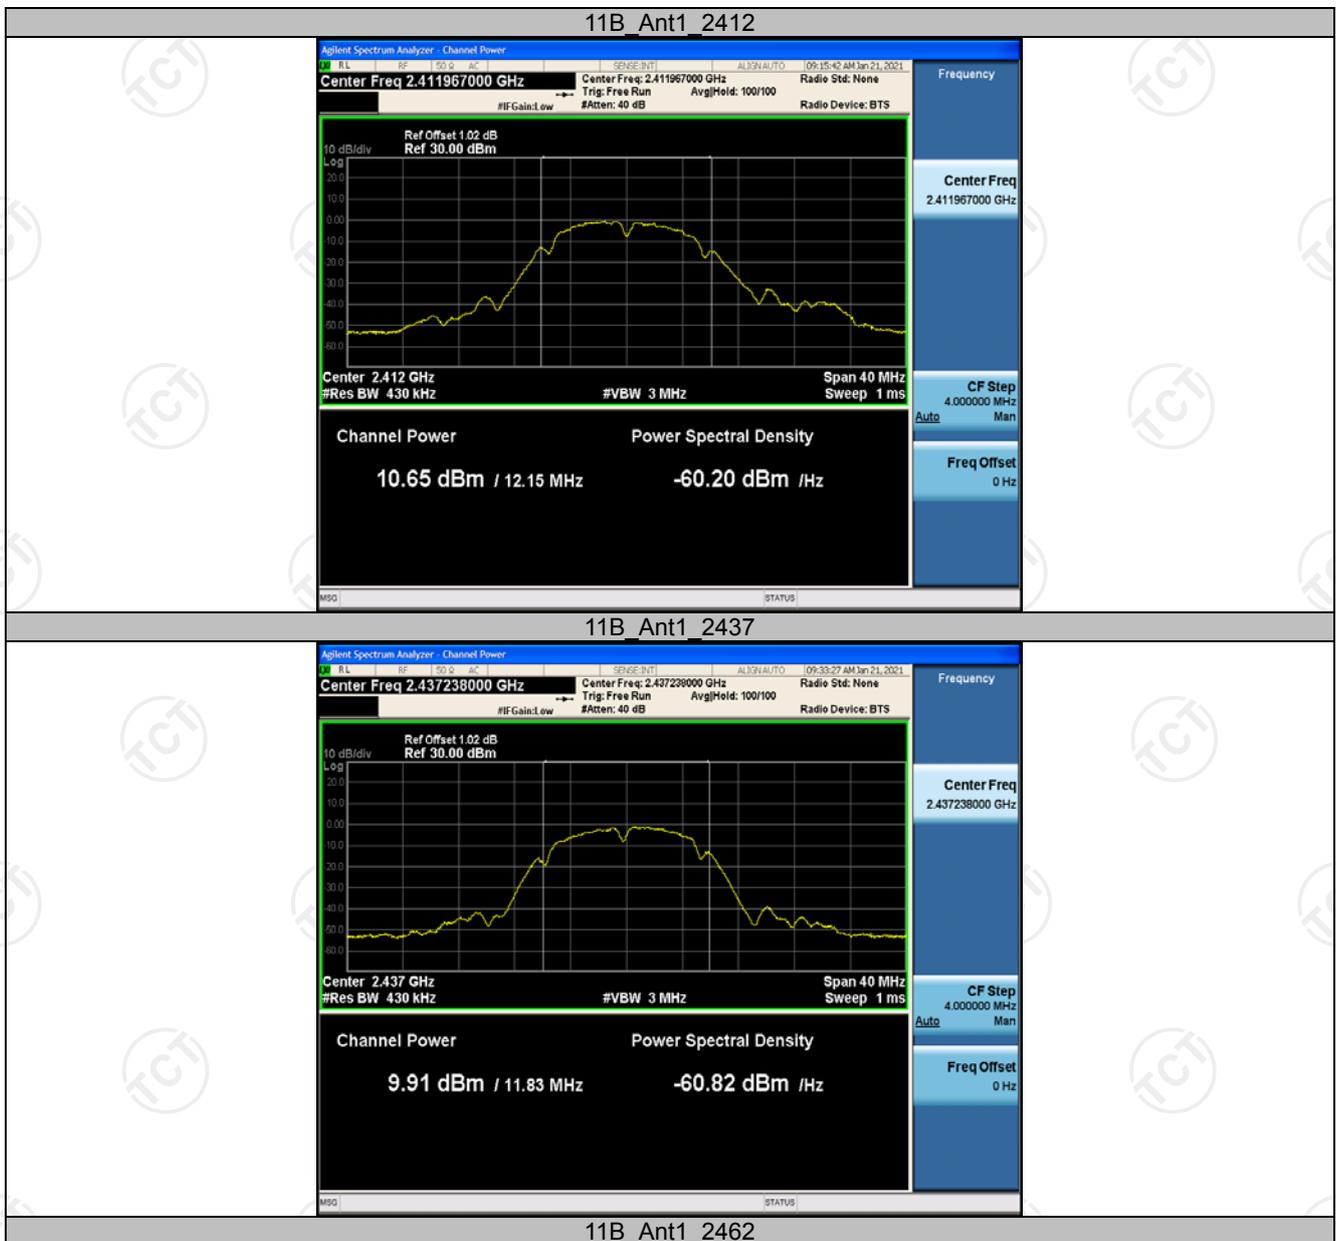 11B_Ant1_2412
Agilent Spectrum Analyzer - Channel Power
RL RF 50 Ω AC SENSE:INT ALIGN AUTO 09:15:42 AM Jan 21, 2021
Center Freq 2.411967000 GHz
Center Freq: 2.411967000 GHz
Radio Std: None
Trig: Free Run Avg|Hold: 100/100
#IFGain:Low #Atten: 40 dB Radio Device: BTS
Frequency
Ref Offset 1.02 dB
10 dB/div Ref 30.00 dBm
Log
20.0
10.0
0.00
-10.0
-20.0
-30.0
-40.0
-50.0
-60.0
Center 2.412 GHz Span 40 MHz
#Res BW 430 kHz #VBW 3 MHz Sweep 1 ms
Channel Power Power Spectral Density
10.65 dBm / 12.15 MHz -60.20 dBm /Hz
Center Freq
2.411967000 GHz
CF Step
4.000000 MHz
Auto Man
Freq Offset
0 Hz
MSG STATUS
11B_Ant1_2437
Agilent Spectrum Analyzer - Channel Power
RL RF 50 Ω AC SENSE:INT ALIGN AUTO 09:33:27 AM Jan 21, 2021
Center Freq 2.437238000 GHz
Center Freq: 2.437238000 GHz
Radio Std: None
Trig: Free Run Avg|Hold: 100/100
#IFGain:Low #Atten: 40 dB Radio Device: BTS
Frequency
Ref Offset 1.02 dB
10 dB/div Ref 30.00 dBm
Log
20.0
10.0
0.00
-10.0
-20.0
-30.0
-40.0
-50.0
-60.0
Center 2.437 GHz Span 40 MHz
#Res BW 430 kHz #VBW 3 MHz Sweep 1 ms
Channel Power Power Spectral Density
9.91 dBm / 11.83 MHz -60.82 dBm /Hz
Center Freq
2.437238000 GHz
CF Step
4.000000 MHz
Auto Man
Freq Offset
0 Hz
MSG STATUS
11B_Ant1_2462
TCT
TCT
TCT
TCT
TCT
TCT
TCT
TCT